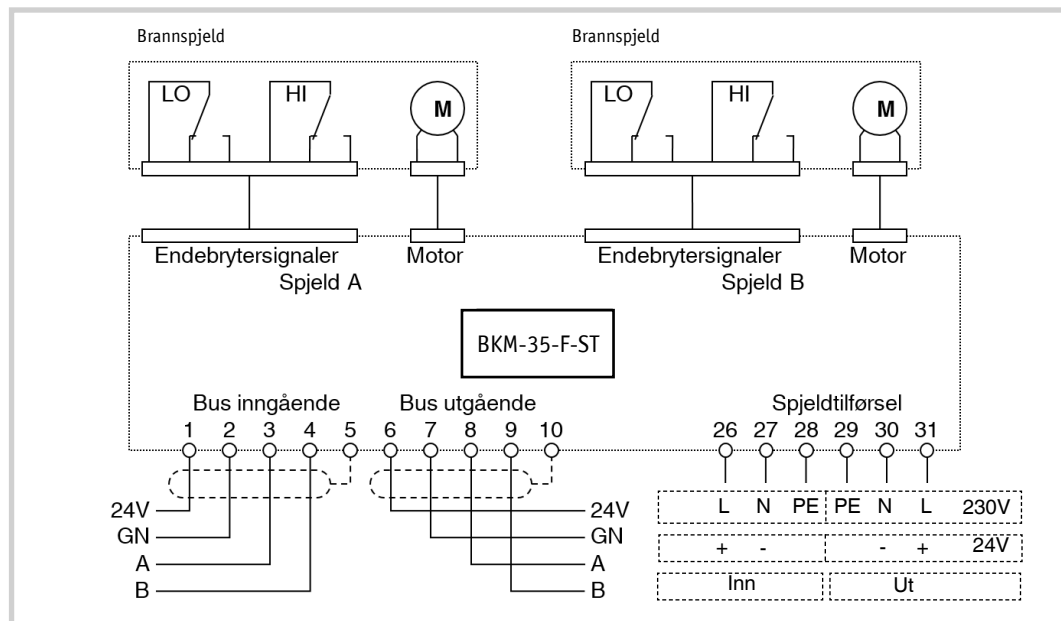 Brannspjeld Brannspjeld
LO HI M LO HI M
Endebrytersignaler Motor Endebrytersignaler Motor
Spjeld A Spjeld B
BKM-35-F-ST
Bus inngående Bus utgående Spjeldtilførsel
1 2 3 4 5 6 7 8 9 10 26 27 28 29 30 31
24V 24V L N PE PE N L 230V
GN GN
A A + - - + 24V
B B Inn Ut